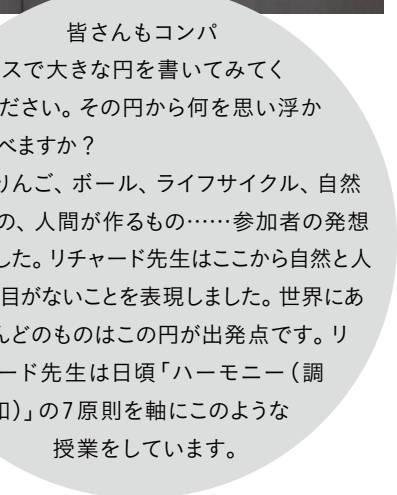 皆さんもコンパ
スで大きな円を書いてみてく
ださい。その円から何を思い浮か
べますか？
りんご、ボール、ライフサイクル、自然
の、人間が作るもの……参加者の発想
した。リチャード先生はここから自然と人
目がないことを表現しました。世界にあ
んどのものはこの円が出発点です。リ
ード先生は日頃「ハーモニー（調
和）」の7原則を軸にこのような
授業をしています。